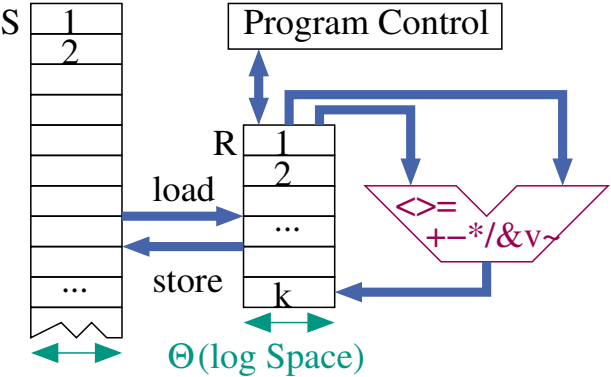 S
1
2
...
Program Control
R
1
2
...
k
load
store
<>=
+−*/&v~
Θ(log Space)